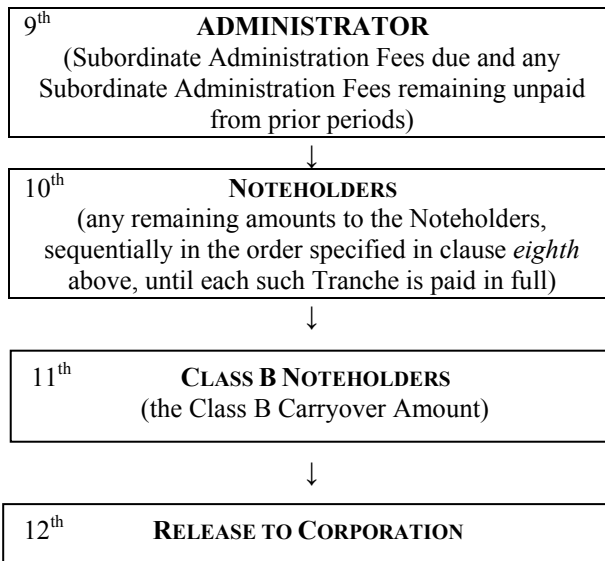 9th ADMINISTRATOR
(Subordinate Administration Fees due and any
Subordinate Administration Fees remaining unpaid
from prior periods)
↓
10th NOTEHOLDERS
(any remaining amounts to the Noteholders,
sequentially in the order specified in clause eighth
above, until each such Tranche is paid in full)
↓
11th CLASS B NOTEHOLDERS
(the Class B Carryover Amount)
↓
12th RELEASE TO CORPORATION